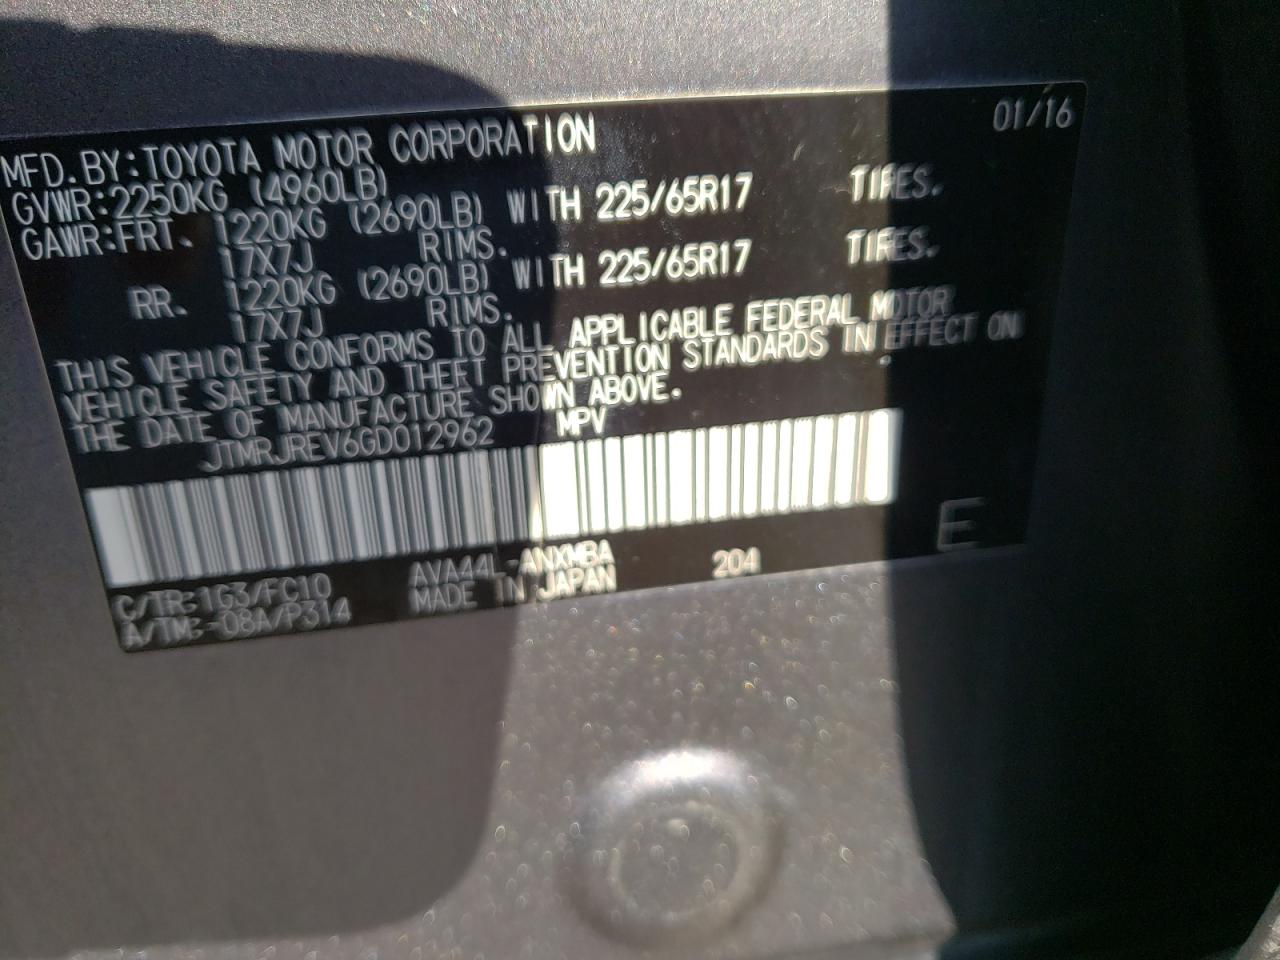 01/16
MFD.BY:TOYOTA MOTOR CORPORATION
GVWR:2250KG (4960LB)
GAWR:FRT. 1220KG (2690LB) WITH 225/65R17 TIRES.
17X7J RIMS.
RR. 1220KG (2690LB) WITH 225/65R17 TIRES.
17X7J RIMS.
THIS VEHICLE CONFORMS TO ALL APPLICABLE FEDERAL MOTOR
VEHICLE SAFETY AND THEFT PREVENTION STANDARDS IN EFFECT ON
THE DATE OF MANUFACTURE SHOWN ABOVE.
JTMRJREV6GD012962 MPV
E
C/TR:1G3/FC10 AVA44L-ANXMBA 204
A/TM:-08A/P314 MADE IN JAPAN